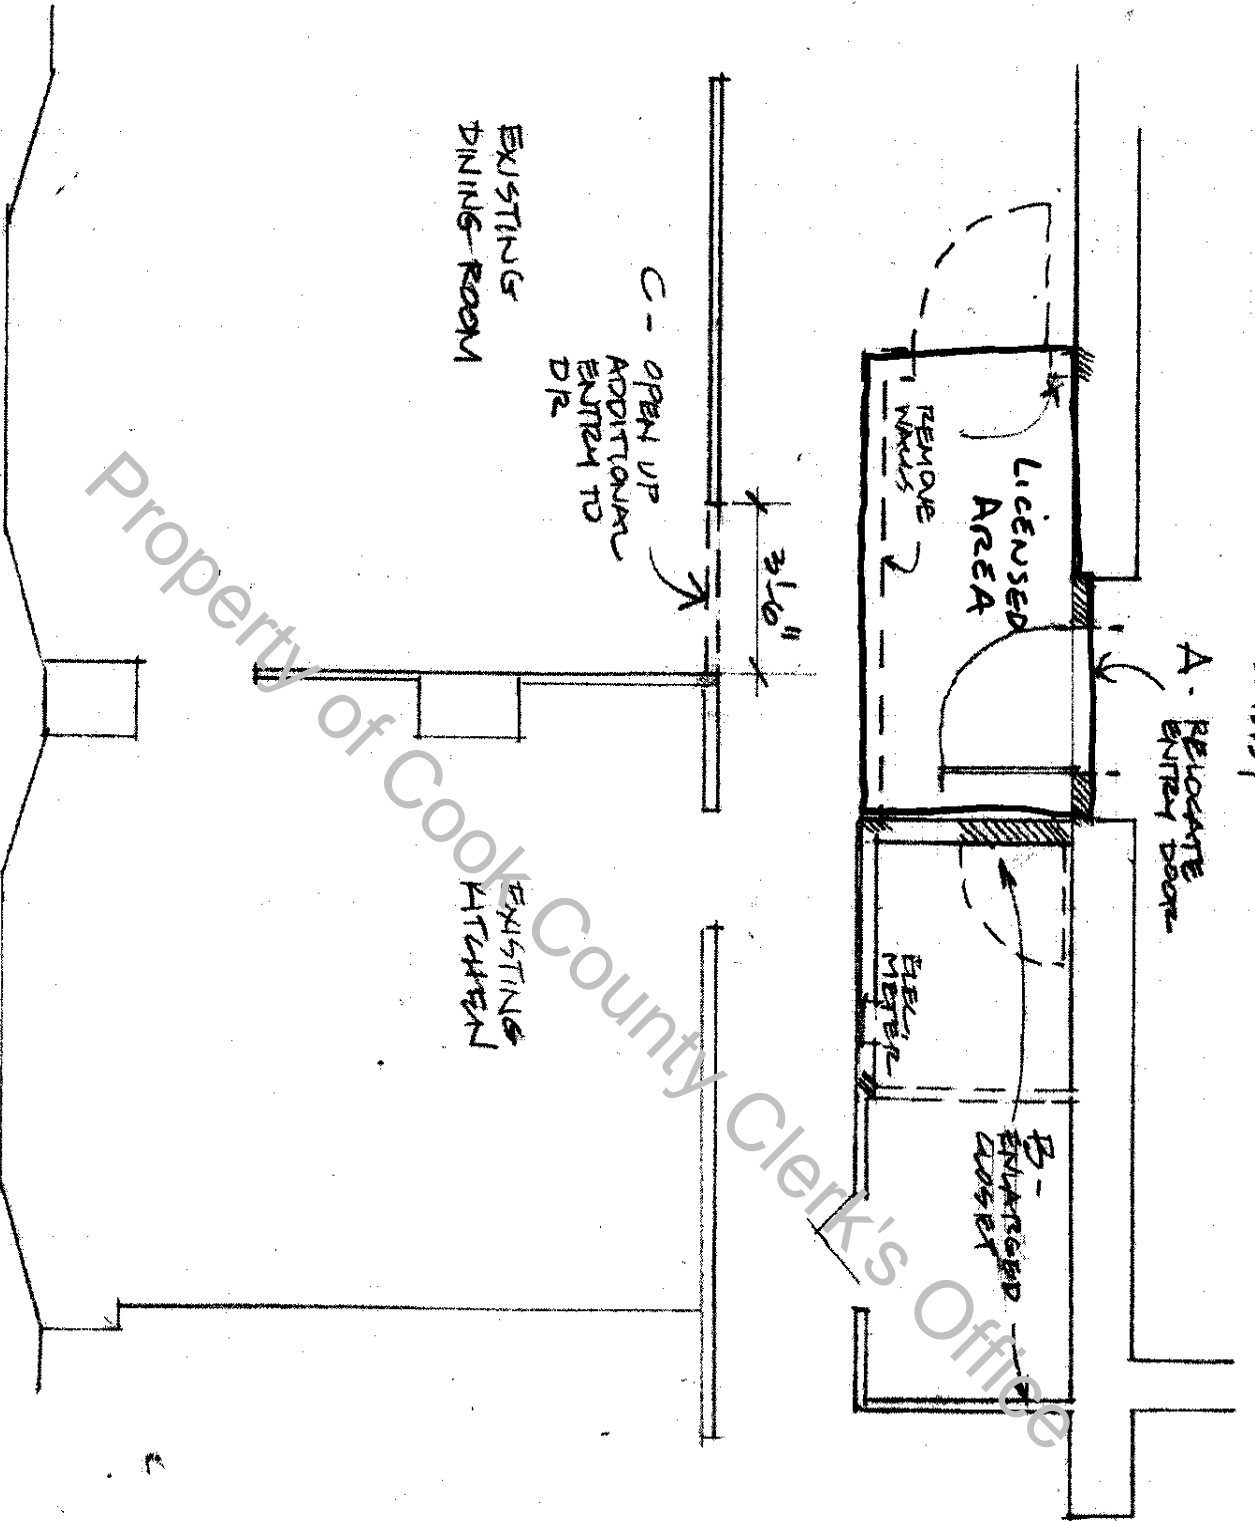 A - RELOCATE
ENTRY DOOR
LICENSED
AREA
REMOVE
WALLS
B -
ENLARGED
CLOSET
ELEC.
METER
3'-6"
C - OPEN UP
ADDITIONAL
ENTRY TO
DR
EXISTING
DINING ROOM
EXISTING
KITCHEN
Property of Cook County Clerk's Office